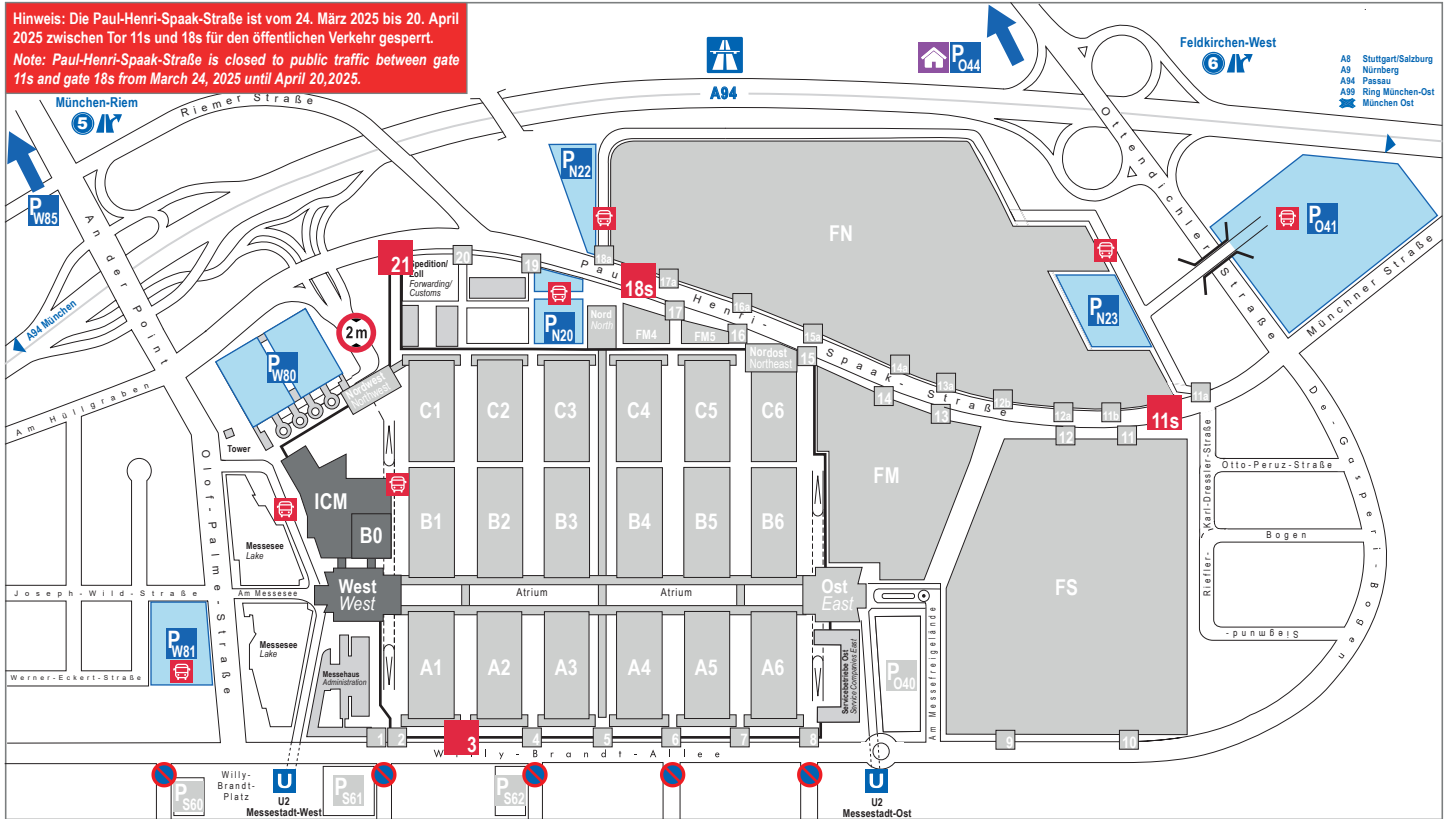 Hinweis: Die Paul-Henri-Spaak-Straße ist vom 24. März 2025 bis 20. April
2025 zwischen Tor 11s und 18s für den öffentlichen Verkehr gesperrt.
Note: Paul-Henri-Spaak-Straße is closed to public traffic between gate
11s and gate 18s from March 24, 2025 until April 20,2025.
A94
P O44
Feldkirchen-West
6
A8 Stuttgart/Salzburg
A9 Nürnberg
A94 Passau
A99 Ring München-Ost
München Ost
München-Riem
5
Riemer Straße
P W85
An der Point
A94 München
P N22
FN
Ottendichler Straße
P O41
Münchner Straße
21
20
19
18a
18s
17a
17
16a
16
15a
15
14a
14
13a
13
12b
12a
12
11b
11
11s
11a
Spedition/
Zoll
Forwarding/
Customs
P N20
Nord
North
FM4
FM5
Nordost
Northeast
Paul-Henri-Spaak-Straße
P N23
2 m
P W80
Nordwest
Northwest
Am Hüllgraben
Tower
Olof-Palme-Straße
C1
C2
C3
C4
C5
C6
ICM
B0
B1
B2
B3
B4
B5
B6
FM
FS
Karl-Dressler-Straße
Otto-Peruz-Straße
Riefler-
Bogen
Siegmund-
De-Gasperi-Bogen
Messesee
Lake
Joseph-Wild-Straße
Am Messesee
West
West
Atrium
Atrium
Ost
East
P W81
Werner-Eckert-Straße
Messesee
Lake
Messehaus
Administration
A1
A2
A3
A4
A5
A6
Servicebetriebe Ost
Service Companies East
P O40
Am Messefreigelände
1
2
3
4
5
6
7
8
9
10
Willy-Brandt-Allee
P S60
Willy-
Brandt-
Platz
U
U2
Messestadt-West
P S61
P S62
U
U2
Messestadt-Ost